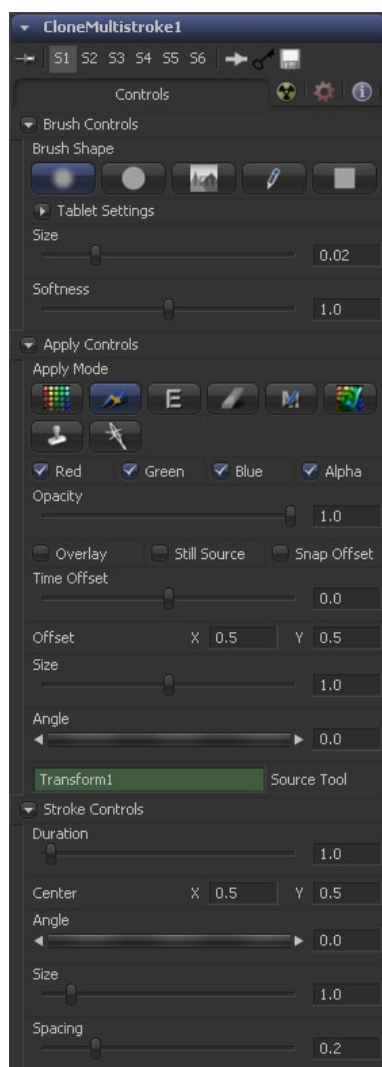 CloneMultistroke1
S1 S2 S3 S4 S5 S6
Controls
Brush Controls
Brush Shape
Tablet Settings
Size
0.02
Softness
1.0
Apply Controls
Apply Mode
E M
Red Green Blue Alpha
Opacity
1.0
Overlay Still Source Snap Offset
Time Offset
0.0
Offset X 0.5 Y 0.5
Size
1.0
Angle
0.0
Transform1 Source Tool
Stroke Controls
Duration
1.0
Center X 0.5 Y 0.5
Angle
0.0
Size
1.0
Spacing
0.2